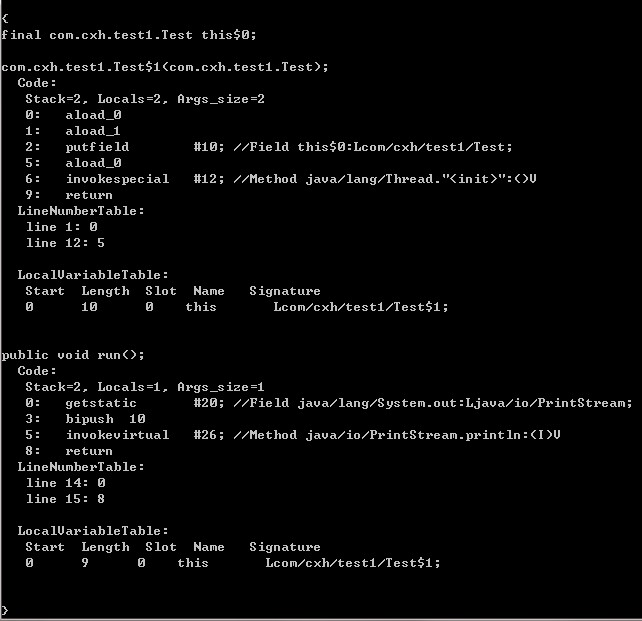 {
final com.cxh.test1.Test this$0;
com.cxh.test1.Test$1(com.cxh.test1.Test);
Code:
Stack=2, Locals=2, Args_size=2
0: aload_0
1: aload_1
2: putfield #10; //Field this$0:Lcom/cxh/test1/Test;
5: aload_0
6: invokespecial #12; //Method java/lang/Thread."<init>":()V
9: return
LineNumberTable:
line 1: 0
line 12: 5
LocalVariableTable:
Start Length Slot Name Signature
0 10 0 this Lcom/cxh/test1/Test$1;
public void run();
Code:
Stack=2, Locals=1, Args_size=1
0: getstatic #20; //Field java/lang/System.out:Ljava/io/PrintStream;
3: bipush 10
5: invokevirtual #26; //Method java/io/PrintStream.println:(I)V
8: return
LineNumberTable:
line 14: 0
line 15: 8
LocalVariableTable:
Start Length Slot Name Signature
0 9 0 this Lcom/cxh/test1/Test$1;
}